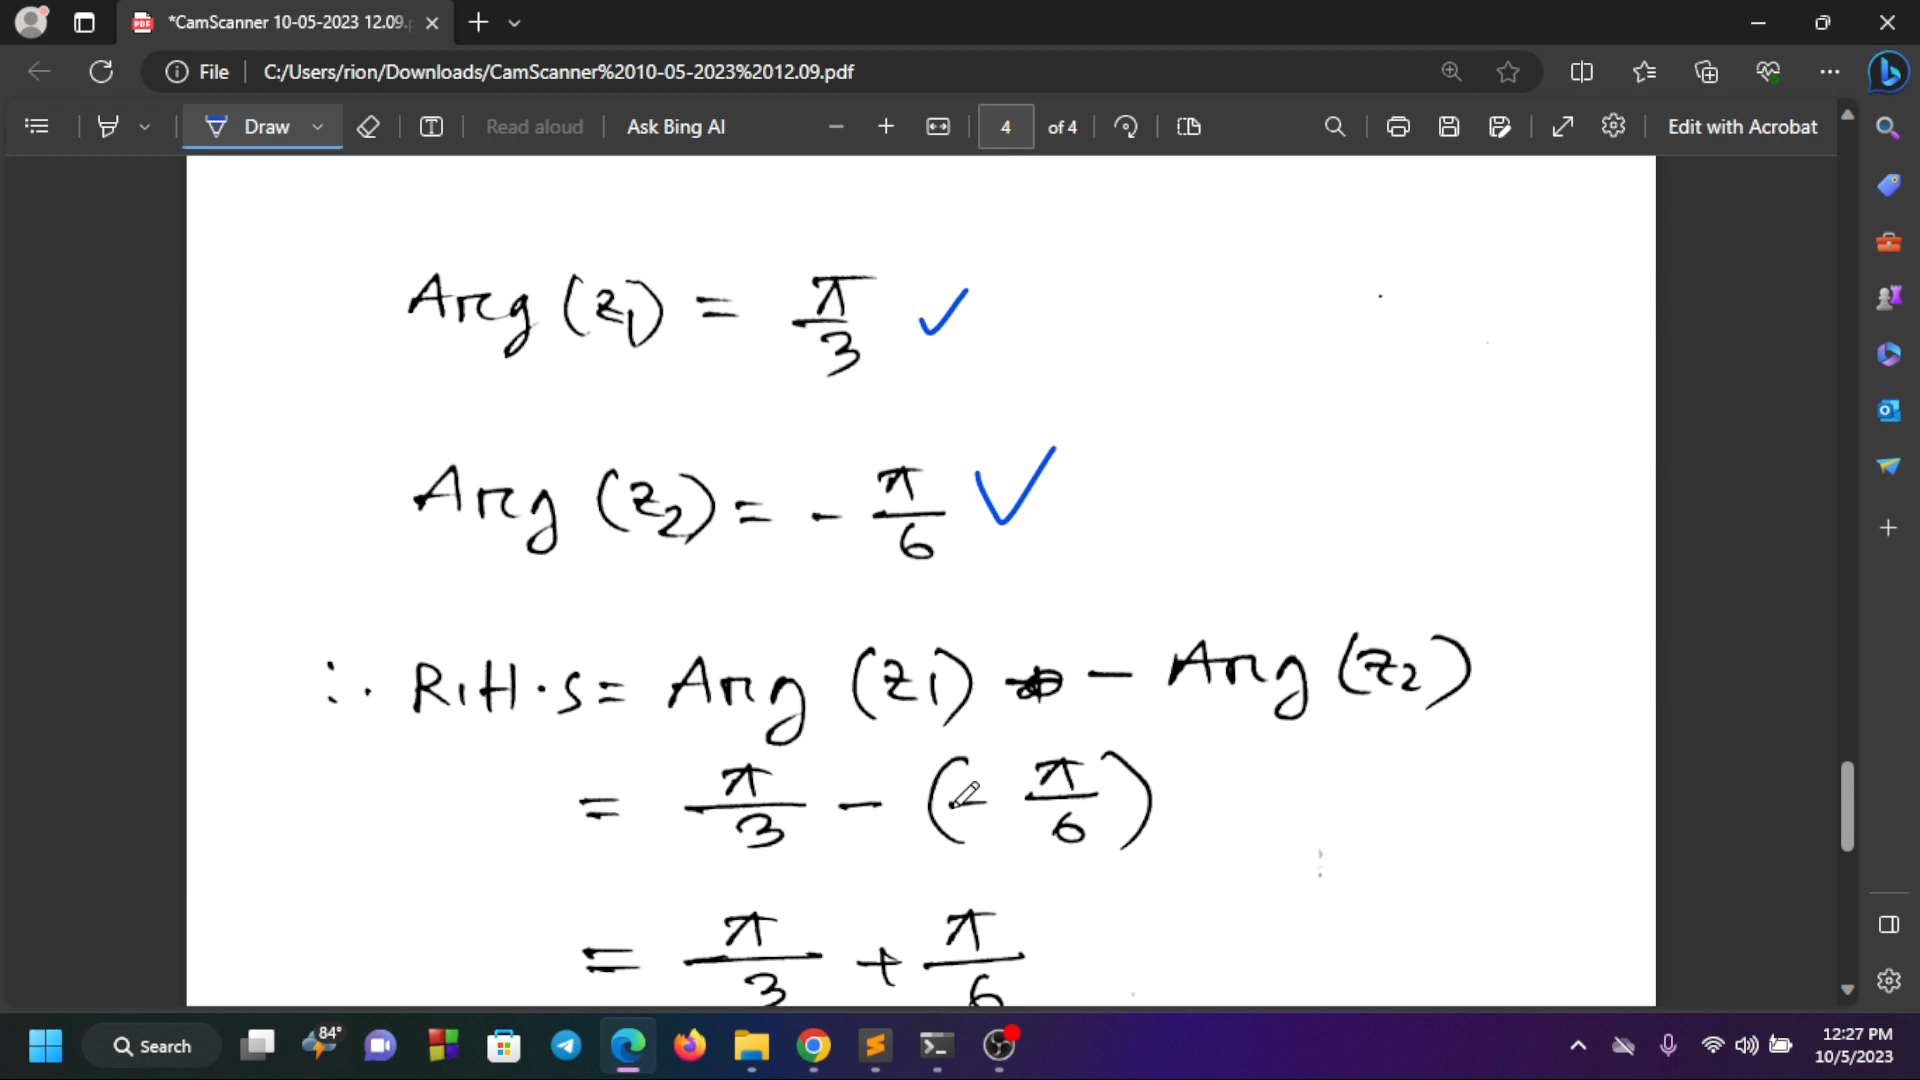 *CamScanner 10-05-2023 12.09.p
File C:/Users/rion/Downloads/CamScanner%2010-05-2023%2012.09.pdf
Draw Read aloud Ask Bing AI 4 of 4 Edit with Acrobat
Arg (z₁) = π/3 ✓
Arg (z₂) = - π/6 ✓
∴ R.H.S = Arg (z₁) - Arg (z₂)
= π/3 - (- π/6)
= π/3 + π/6
Search 84° 12:27 PM
10/5/2023